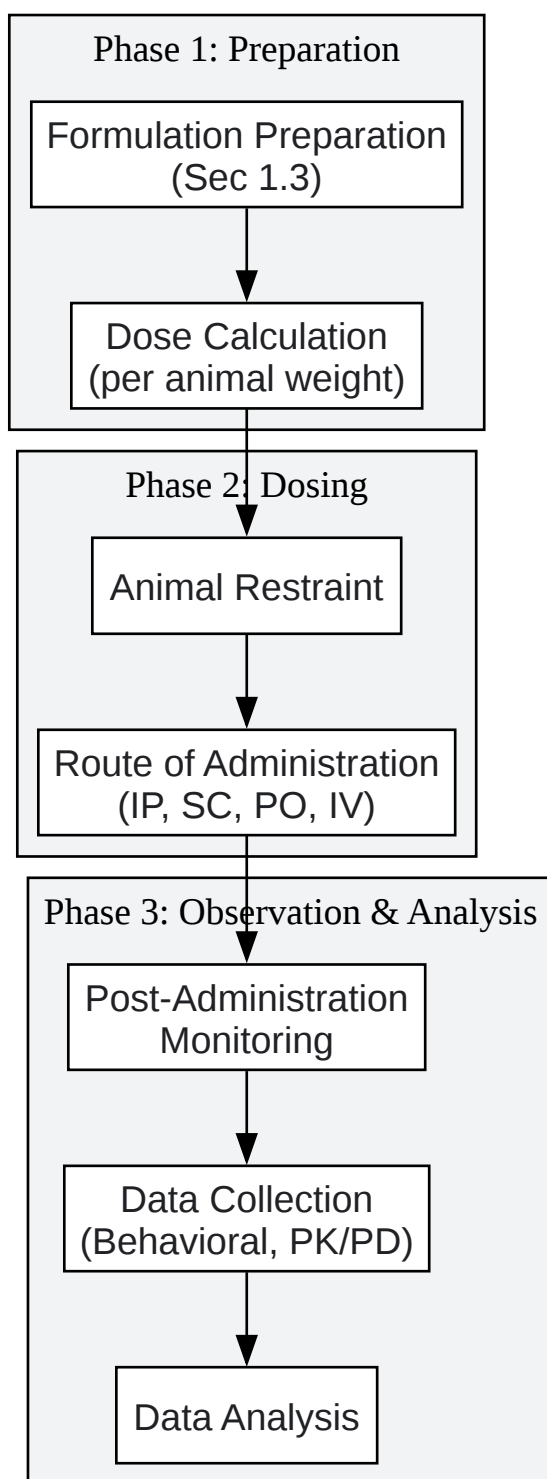 Phase 1: Preparation
Formulation Preparation
(Sec 1.3)
Dose Calculation
(per animal weight)
Phase 2: Dosing
Animal Restraint
Route of Administration
(IP, SC, PO, IV)
Phase 3: Observation & Analysis
Post-Administration
Monitoring
Data Collection
(Behavioral, PK/PD)
Data Analysis